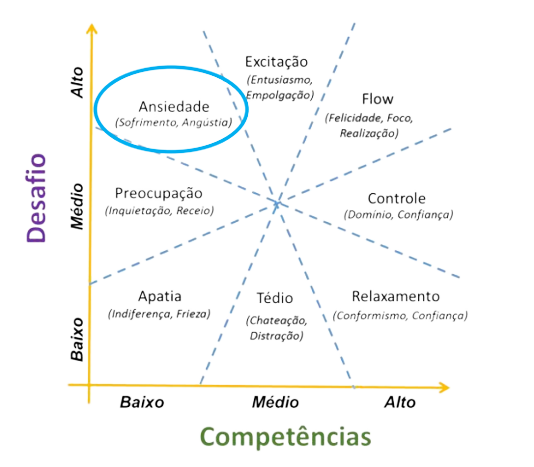 Excitação
(Entusiasmo,
Empolgação)
Alto
Ansiedade
(Sofrimento, Angústia)
Flow
(Felicidade, Foco,
Realização)
Desafio
Médio
Preocupação
(Inquietação, Receio)
Controle
(Domínio, Confiança)
Baixo
Apatia
(Indiferença, Frieza)
Tédio
(Chateação,
Distração)
Relaxamento
(Conformismo, Confiança)
Baixo
Médio
Alto
Competências